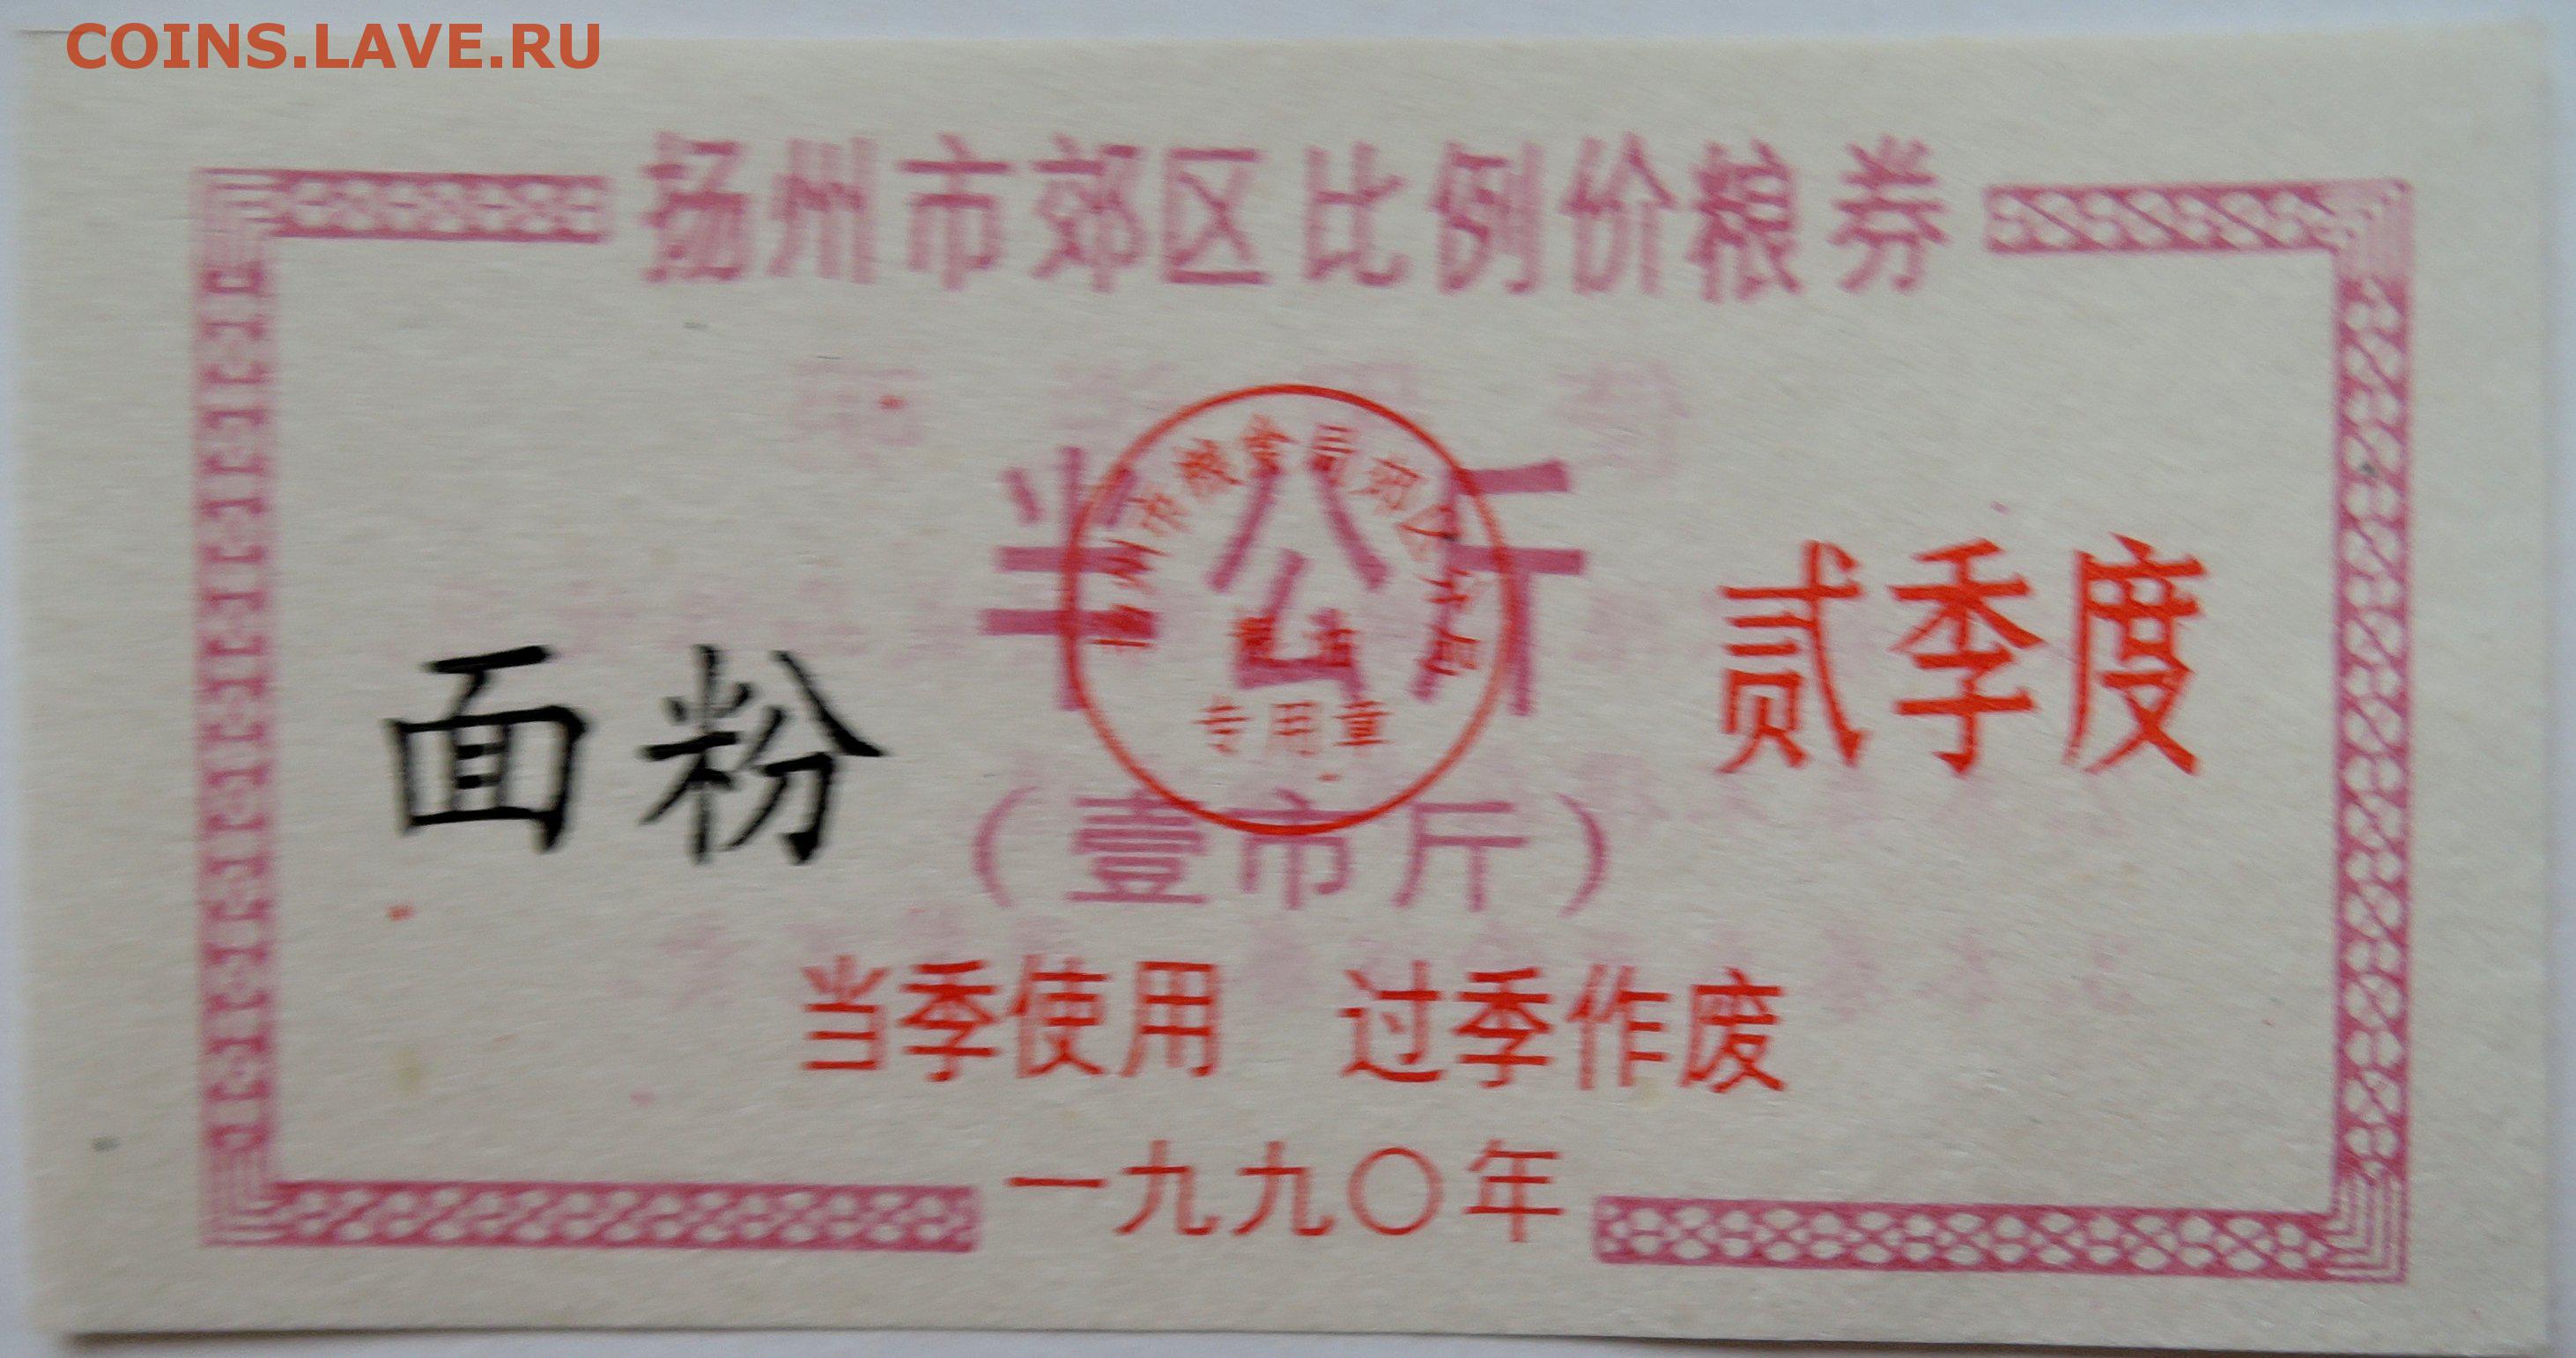 COINS.LAVE.RU
扬州市郊区比例价粮券
半公斤
贰季度
面粉
专用章
（壹市斤）
当季使用 过季作废
一九九〇年